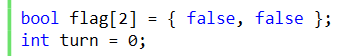 bool flag[2] = { false, false };
int turn = 0;